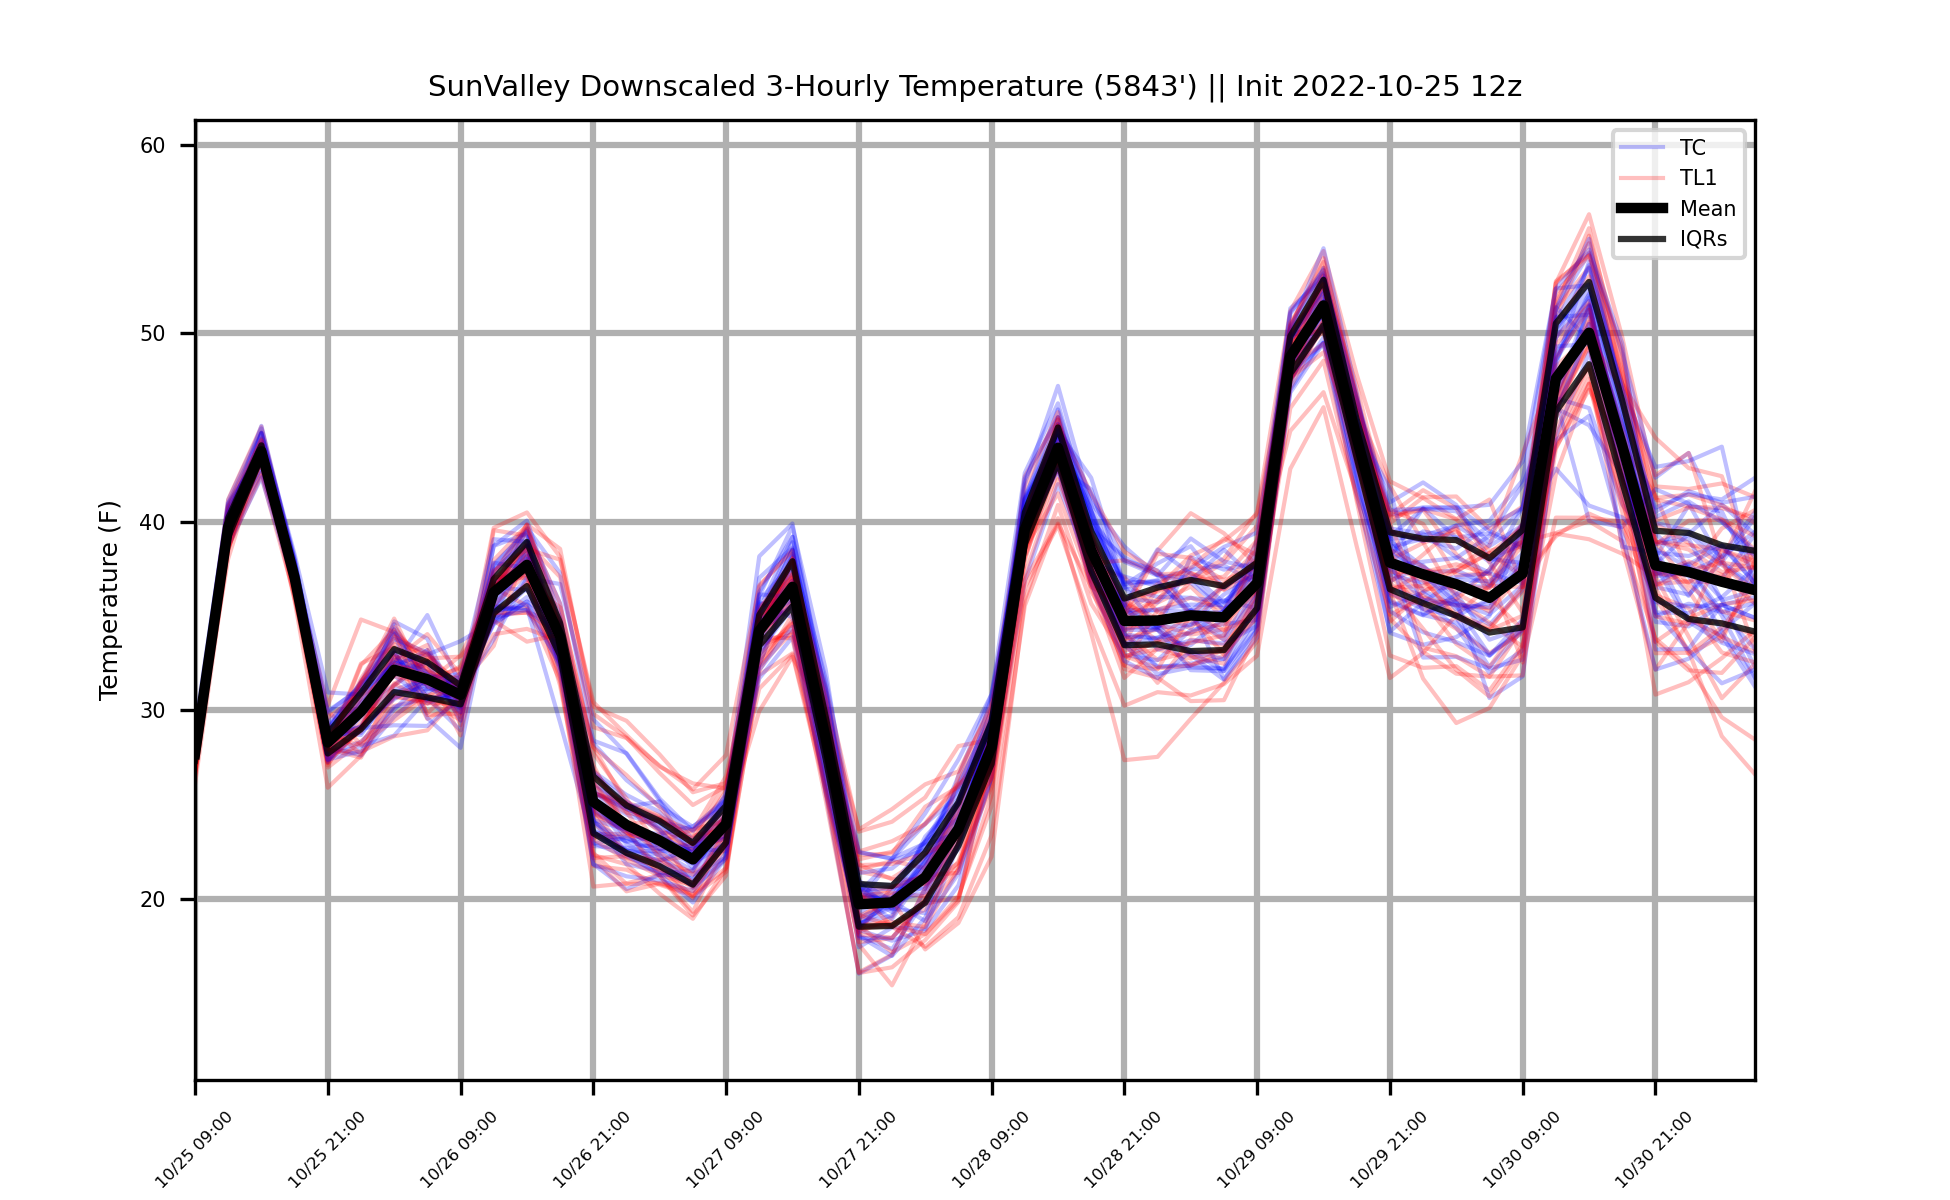 SunValley Downscaled 3-Hourly Temperature (5843') || Init 2022-10-25 12z
TC
TL1
Mean
IQRs
Temperature (F)
60
50
40
30
20
10/25 09:00
10/25 21:00
10/26 09:00
10/26 21:00
10/27 09:00
10/27 21:00
10/28 09:00
10/28 21:00
10/29 09:00
10/29 21:00
10/30 09:00
10/30 21:00